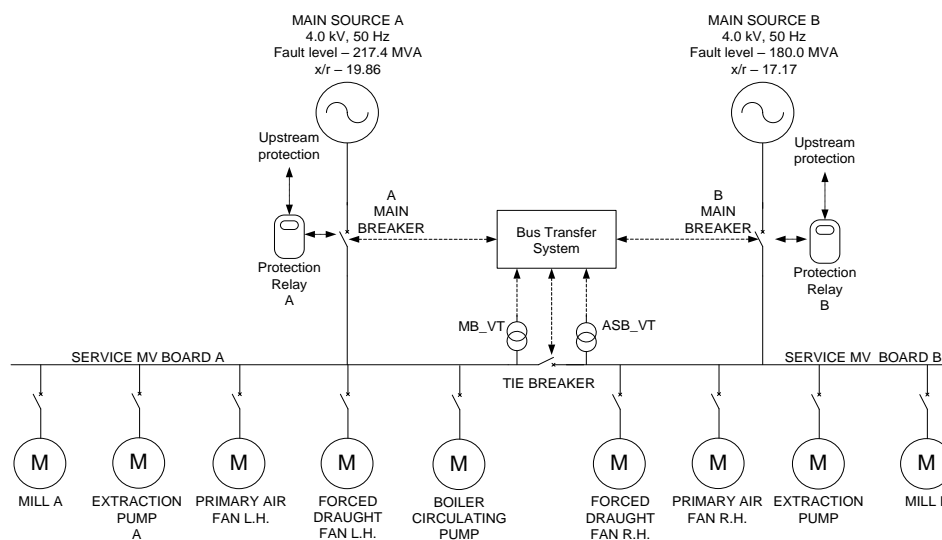 MAIN SOURCE A
4.0 kV, 50 Hz
Fault level – 217.4 MVA
x/r – 19.86
MAIN SOURCE B
4.0 kV, 50 Hz
Fault level – 180.0 MVA
x/r – 17.17
Upstream
protection
A
MAIN
BREAKER
Protection
Relay
A
Bus Transfer
System
B
MAIN
BREAKER
Upstream
protection
Protection
Relay
B
MB_VT
ASB_VT
SERVICE MV BOARD A
TIE BREAKER
SERVICE MV BOARD B
M
M
M
M
M
M
M
M
M
MILL A
EXTRACTION
PUMP
A
PRIMARY AIR
FAN L.H.
FORCED
DRAUGHT
FAN L.H.
BOILER
CIRCULATING
PUMP
FORCED
DRAUGHT
FAN R.H.
PRIMARY AIR
FAN R.H.
EXTRACTION
PUMP
MILL